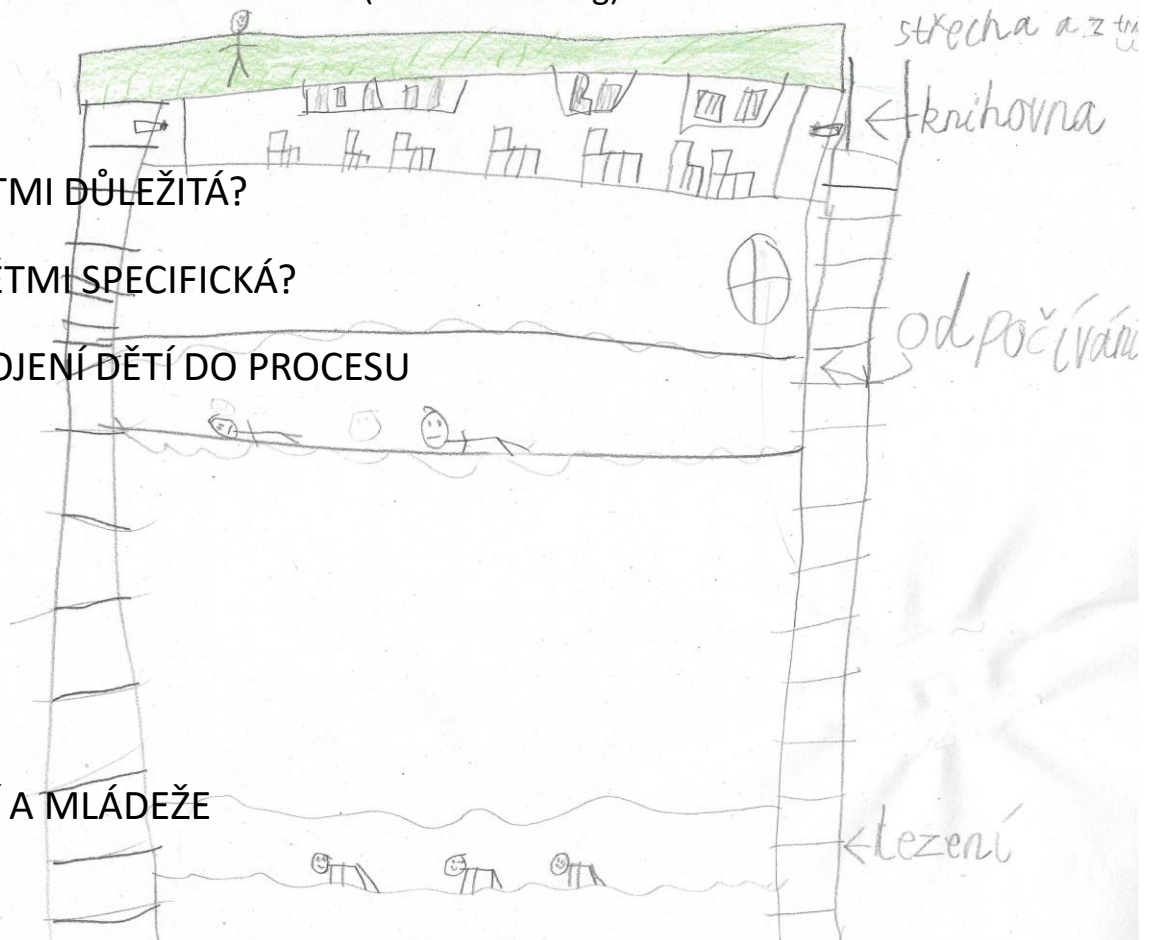 střecha a z
knihovna
TMI DŮLEŽITÁ?
ĚTMI SPECIFICKÁ?
odpočívání
OJENÍ DĚTÍ DO PROCESU
Í A MLÁDEŽE
lezení